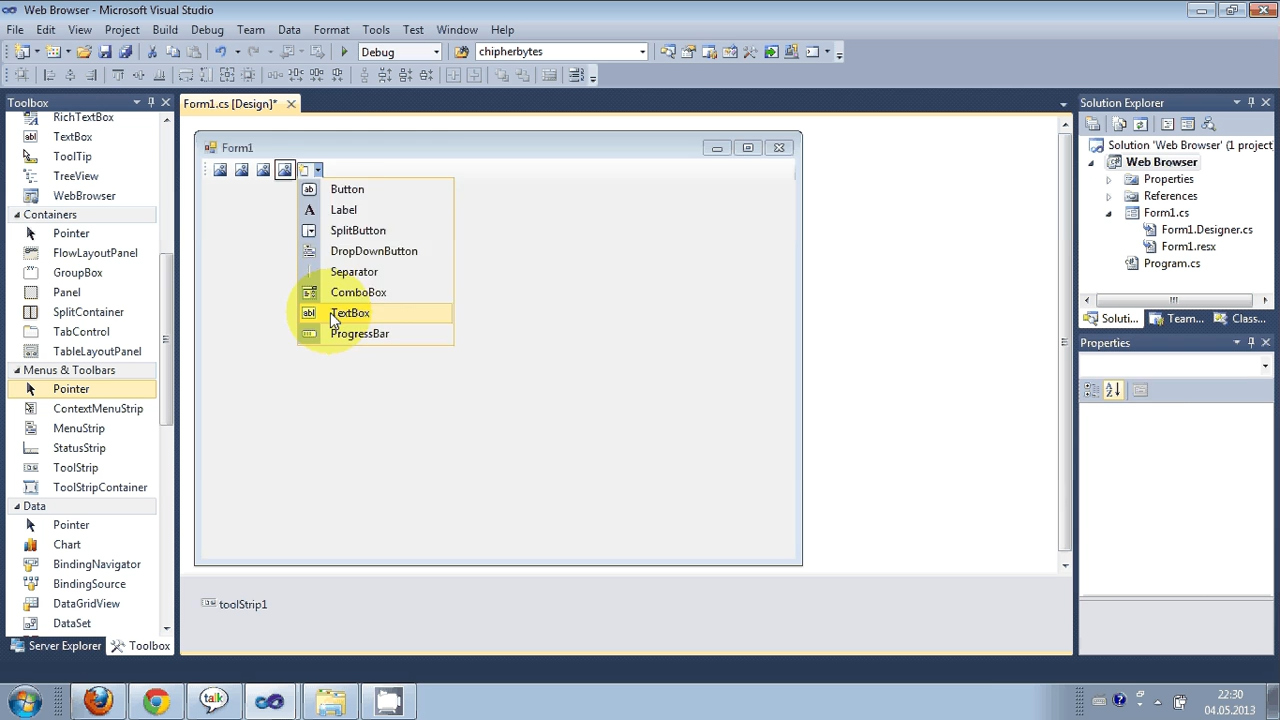 Web Browser - Microsoft Visual Studio
File Edit View Project Build Debug Team Data Format Tools Test Window Help
Debug chipherbytes
Toolbox
RichTextBox
TextBox
ToolTip
TreeView
WebBrowser
Containers
Pointer
FlowLayoutPanel
GroupBox
Panel
SplitContainer
TabControl
TableLayoutPanel
Menus & Toolbars
Pointer
ContextMenuStrip
MenuStrip
StatusStrip
ToolStrip
ToolStripContainer
Data
Pointer
Chart
BindingNavigator
BindingSource
DataGridView
DataSet
Server Explorer Toolbox
Form1.cs [Design]*
Form1
Button
A Label
SplitButton
DropDownButton
Separator
ComboBox
TextBox
ProgressBar
toolStrip1
Solution Explorer
Solution 'Web Browser' (1 project
Web Browser
Properties
References
Form1.cs
Form1.Designer.cs
Form1.resx
Program.cs
Soluti... Team... Class...
Properties
talk
22:30
04.05.2013